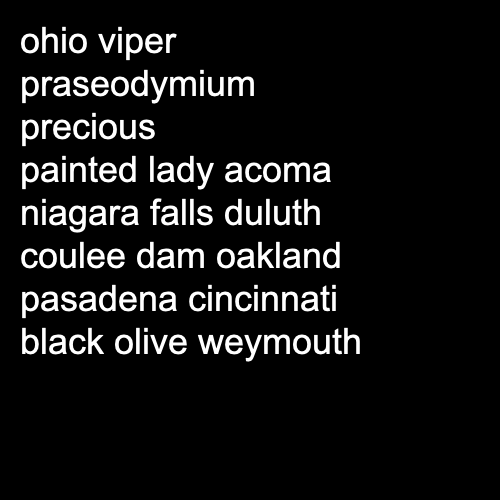 ohio viper
praseodymium
precious
painted lady acoma
niagara falls duluth
coulee dam oakland
pasadena cincinnati
black olive weymouth